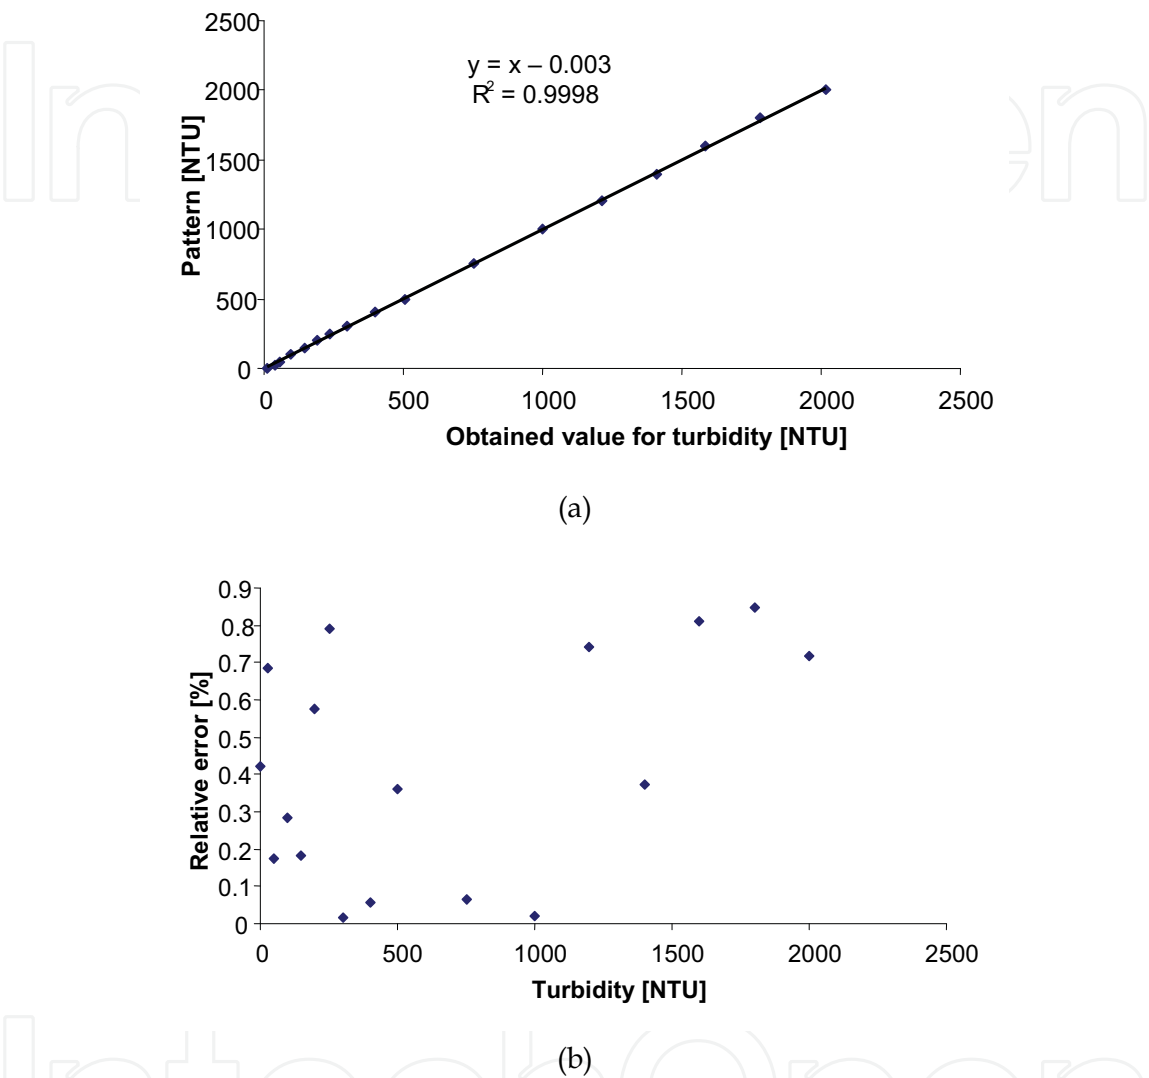 2500
y = x – 0.003
R² = 0.9998
2000
1500
1000
500
0
Pattern [NTU]
0 500 1000 1500 2000 2500
Obtained value for turbidity [NTU]
(a)
0.9
0.8
0.7
0.6
0.5
0.4
0.3
0.2
0.1
0
Relative error [%]
0 500 1000 1500 2000 2500
Turbidity [NTU]
(b)